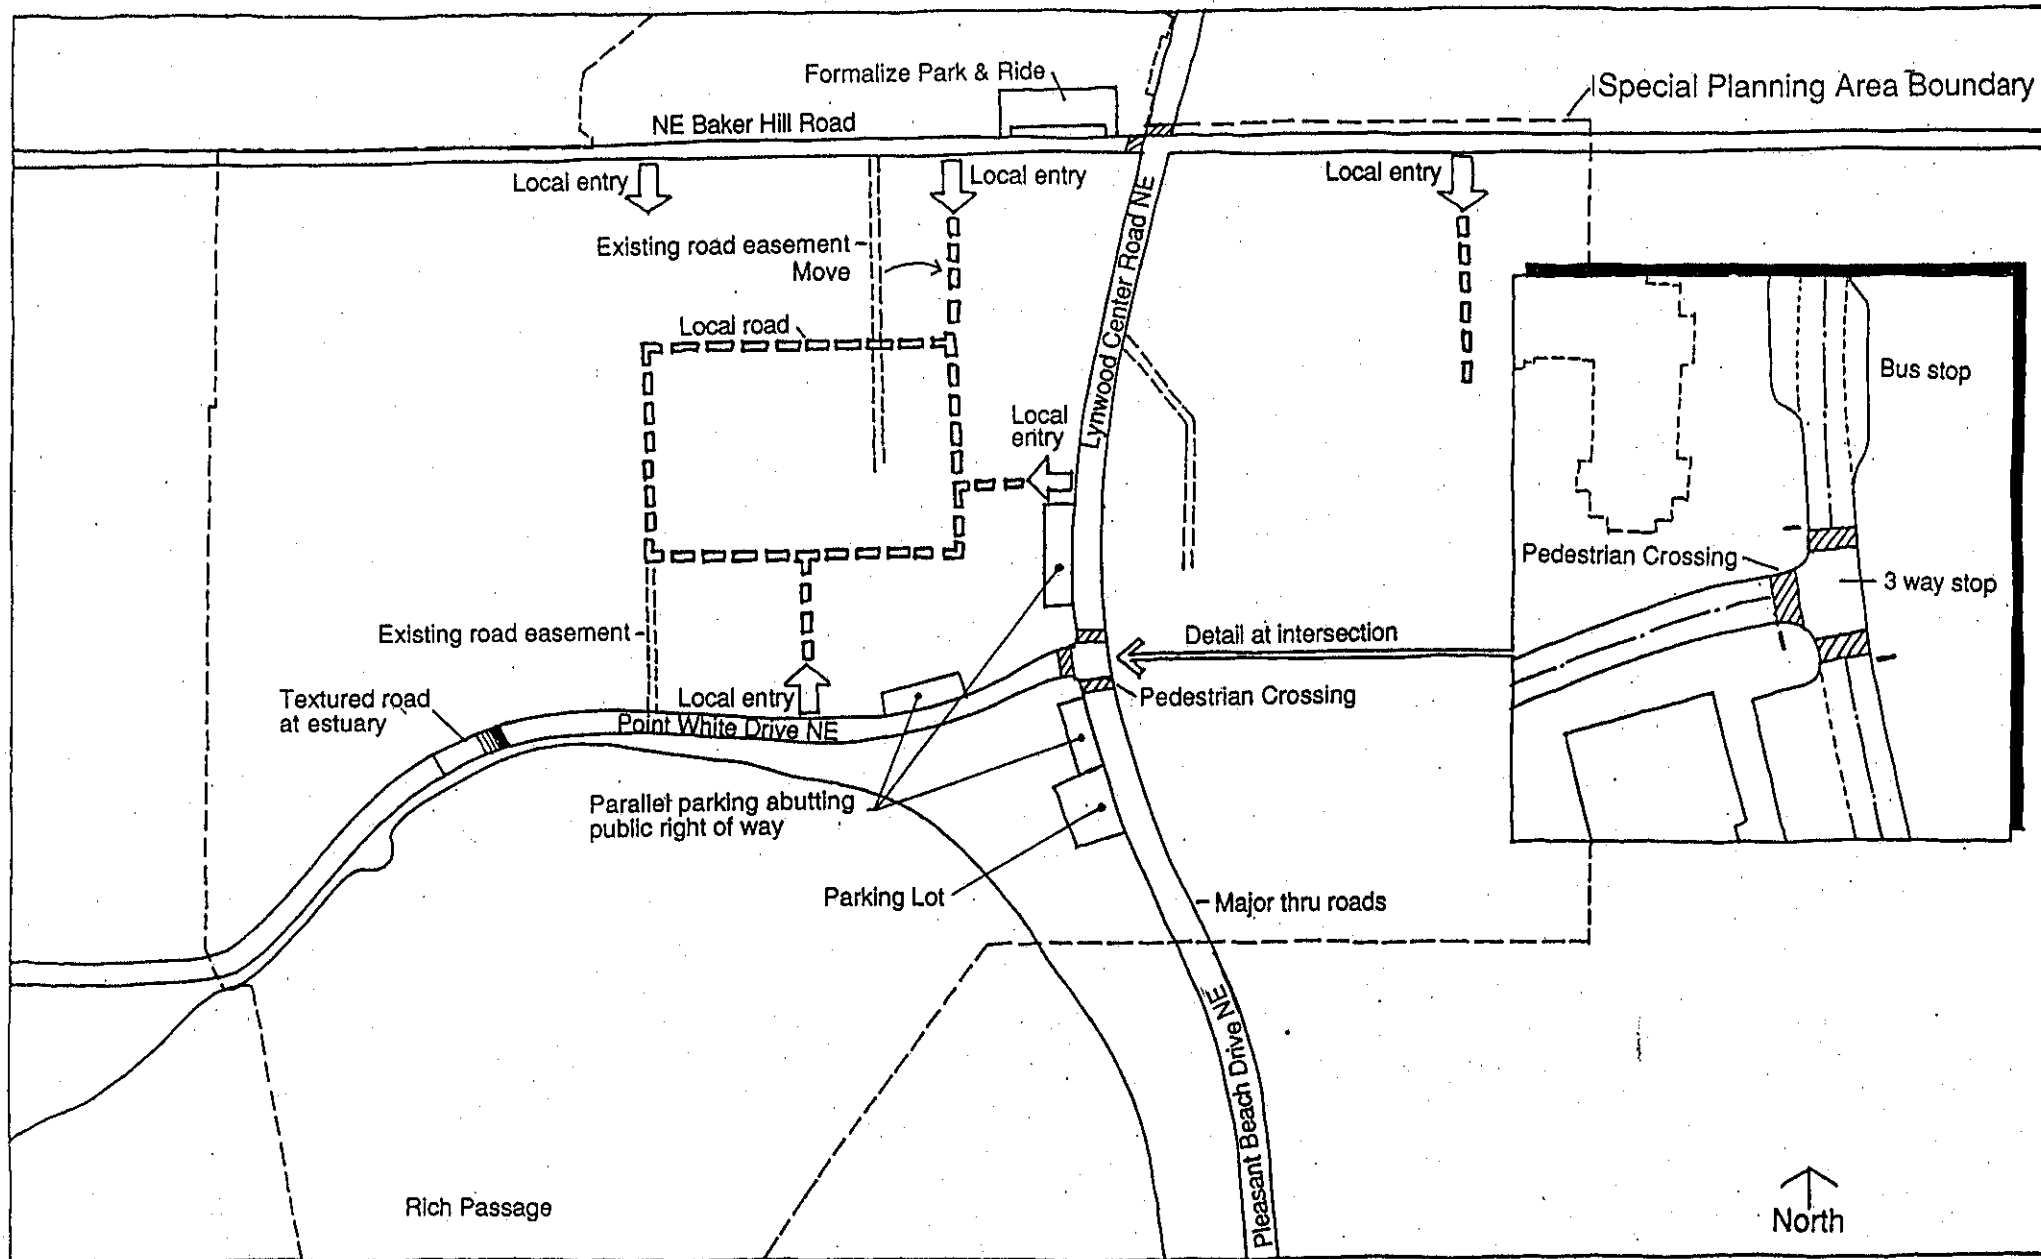 Formalize Park & Ride
Special Planning Area Boundary
NE Baker Hill Road
Local entry
Local entry
Local entry
Existing road easement
Move
Local road
Lynwood Center Road NE
Local
entry
Bus stop
Pedestrian Crossing
3 way stop
Existing road easement
Detail at intersection
Textured road
at estuary
Local entry
Pedestrian Crossing
Point White Drive NE
Parallel parking abutting
public right of way
Parking Lot
Major thru roads
Pleasant Beach Drive NE
Rich Passage
North